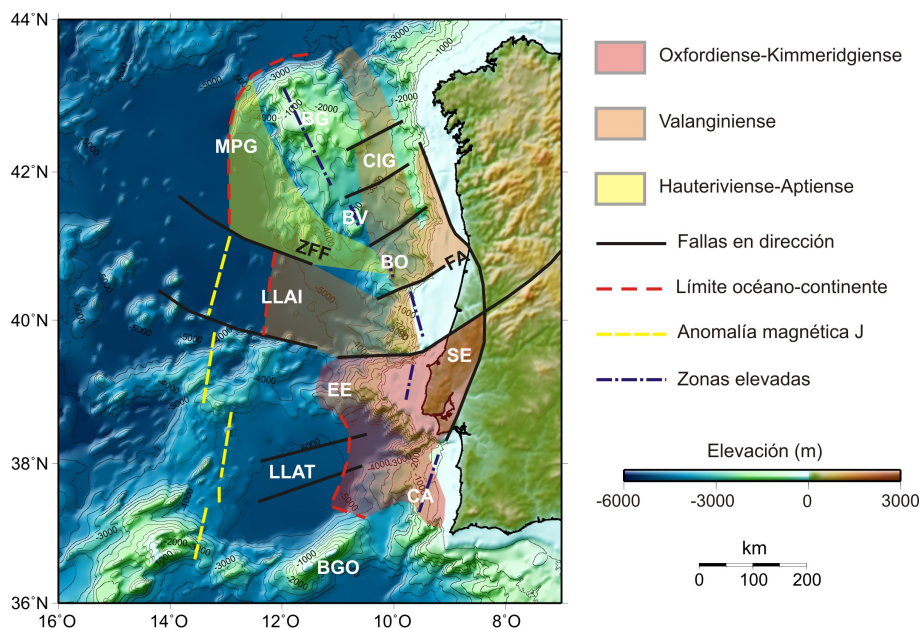 44°N
42°N
40°N
38°N
36°N
16°O
14°O
12°O
10°O
8°O
BG
MPG
CIG
BV
ZFF
BO
FA
LLAI
SE
EE
LLAT
CA
BGO
Oxfordiense-Kimmeridgiense
Valanginiense
Hauteriviense-Aptiense
Fallas en dirección
Límite océano-continente
Anomalía magnética J
Zonas elevadas
Elevación (m)
-6000 -3000 0 3000
km
0 50 100 150 200